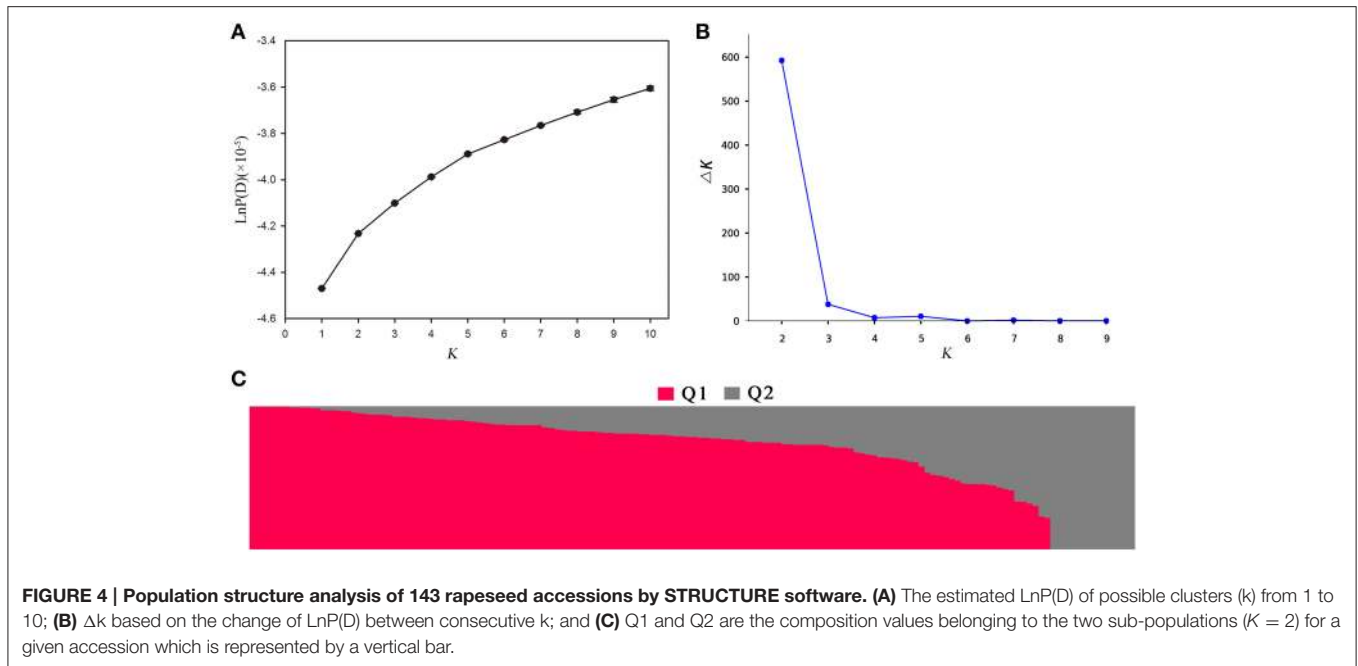 A
-3.4
-3.6
-3.8
-4.0
-4.2
-4.4
-4.6
LnP(D)(×10⁻⁵)
0 1 2 3 4 5 6 7 8 9 10
K
B
600
500
400
300
200
100
0
△K
2 3 4 5 6 7 8 9
K
C
Q1 Q2
FIGURE 4 | Population structure analysis of 143 rapeseed accessions by STRUCTURE software. (A) The estimated LnP(D) of possible clusters (k) from 1 to
10; (B) Δk based on the change of LnP(D) between consecutive k; and (C) Q1 and Q2 are the composition values belonging to the two sub-populations (K = 2) for a
given accession which is represented by a vertical bar.